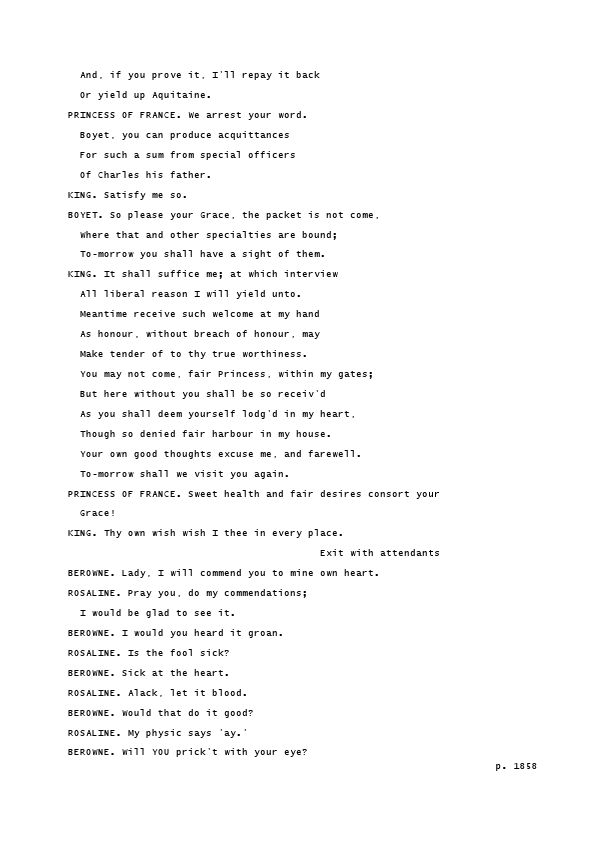 And, if you prove it, I'll repay it back
Or yield up Aquitaine.
PRINCESS OF FRANCE. We arrest your word.
Boyet, you can produce acquittances
For such a sum from special officers
Of Charles his father.
KING. Satisfy me so.
BOYET. So please your Grace, the packet is not come,
Where that and other specialties are bound;
To-morrow you shall have a sight of them.
KING. It shall suffice me; at which interview
All liberal reason I will yield unto.
Meantime receive such welcome at my hand
As honour, without breach of honour, may
Make tender of to thy true worthiness.
You may not come, fair Princess, within my gates;
But here without you shall be so receiv'd
As you shall deem yourself lodg'd in my heart,
Though so denied fair harbour in my house.
Your own good thoughts excuse me, and farewell.
To-morrow shall we visit you again.
PRINCESS OF FRANCE. Sweet health and fair desires consort your
Grace!
KING. Thy own wish wish I thee in every place.
Exit with attendants
BEROWNE. Lady, I will commend you to mine own heart.
ROSALINE. Pray you, do my commendations;
I would be glad to see it.
BEROWNE. I would you heard it groan.
ROSALINE. Is the fool sick?
BEROWNE. Sick at the heart.
ROSALINE. Alack, let it blood.
BEROWNE. Would that do it good?
ROSALINE. My physic says 'ay.'
BEROWNE. Will YOU prick't with your eye?
p. 1858